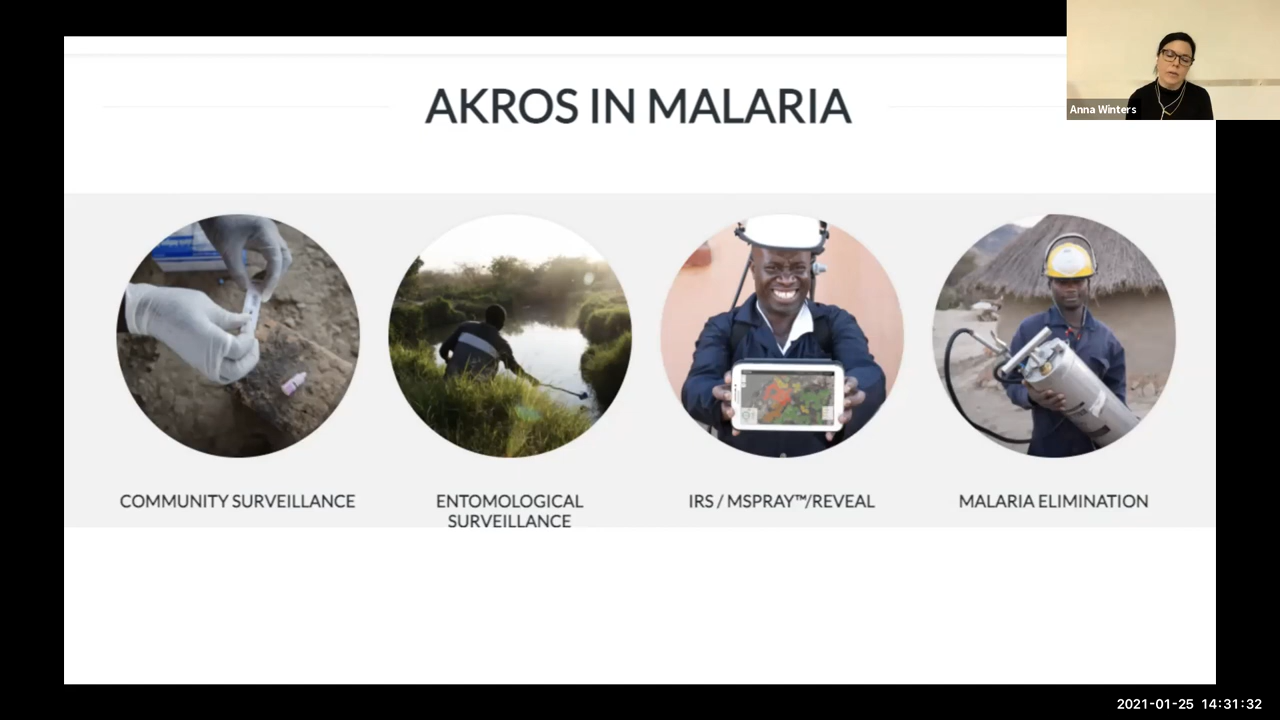 AKROS IN MALARIA
Anna Winters
COMMUNITY SURVEILLANCE
ENTOMOLOGICAL
SURVEILLANCE
IRS / MSPRAY™/REVEAL
MALARIA ELIMINATION
2021-01-25 14:31:32